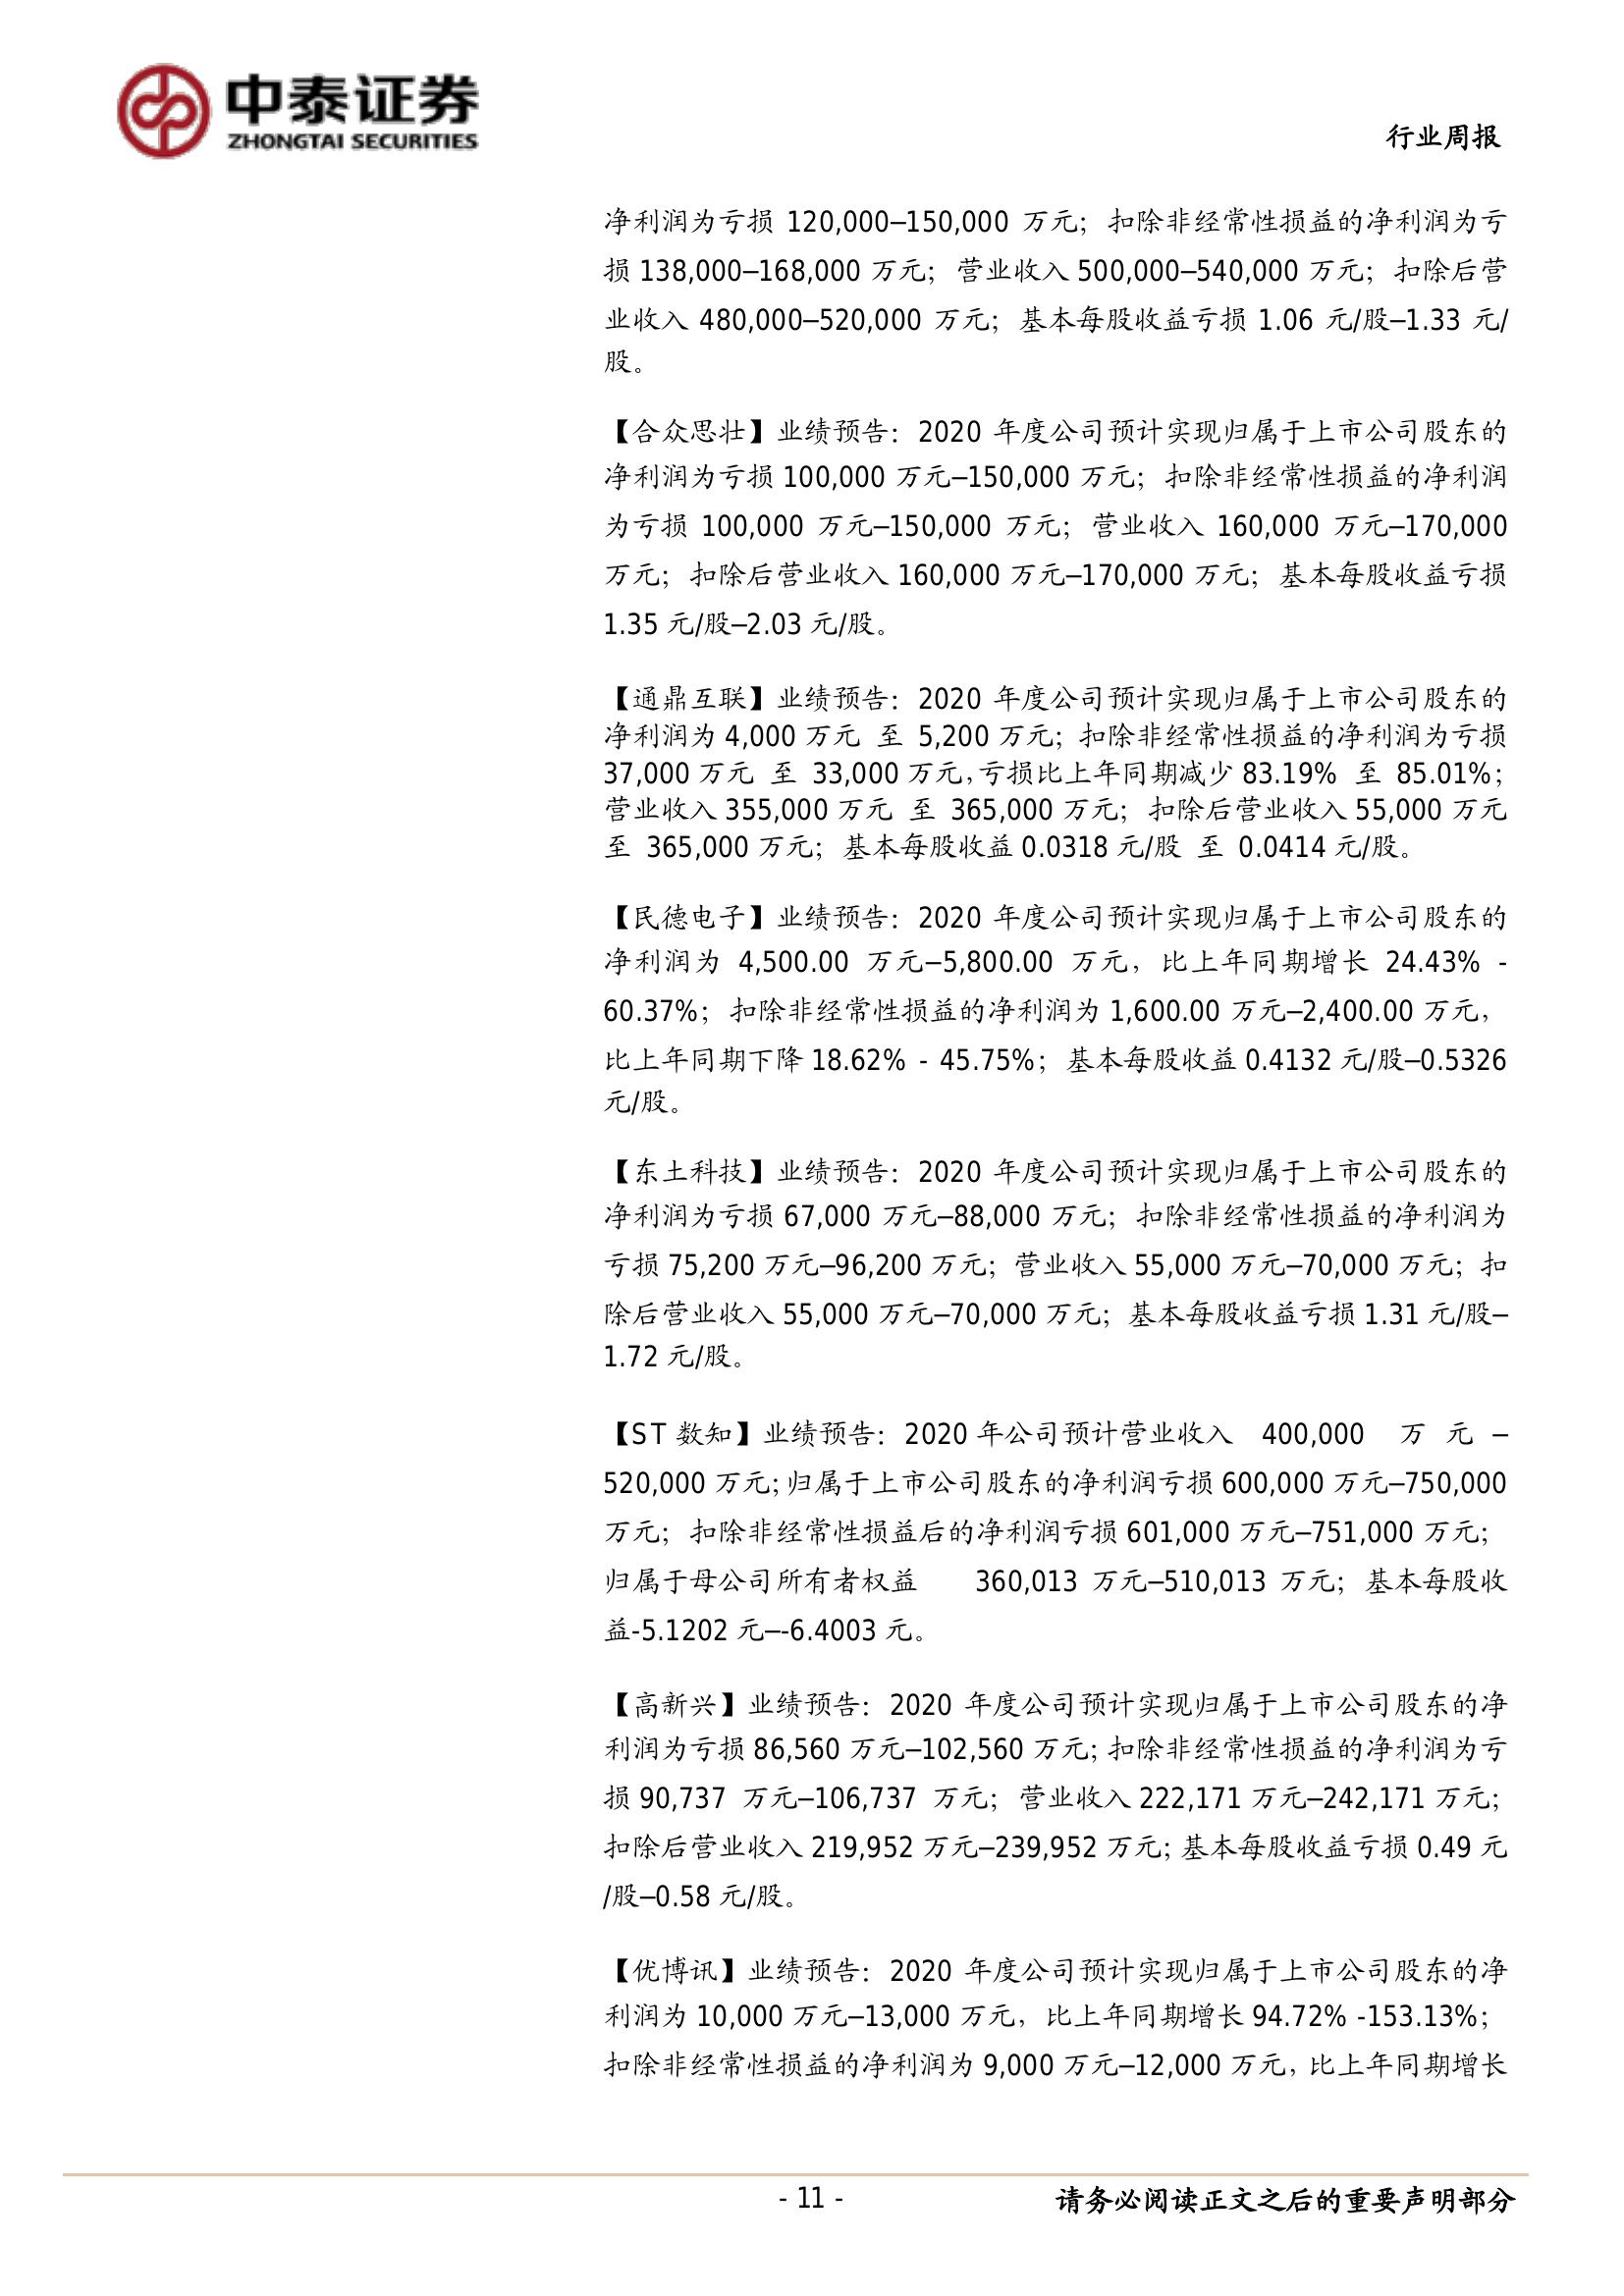 中泰证券
ZHONGTAI SECURITIES
行业周报
净利润为亏损 120,000—150,000 万元；扣除非经常性损益的净利润为亏
损 138,000—168,000 万元；营业收入 500,000—540,000 万元；扣除后营
业收入 480,000—520,000 万元；基本每股收益亏损 1.06 元/股—1.33 元/
股。
【合众思壮】业绩预告：2020 年度公司预计实现归属于上市公司股东的
净利润为亏损 100,000 万元—150,000 万元；扣除非经常性损益的净利润
为亏损 100,000 万元—150,000 万元；营业收入 160,000 万元—170,000
万元；扣除后营业收入 160,000 万元—170,000 万元；基本每股收益亏损
1.35 元/股—2.03 元/股。
【通鼎互联】业绩预告：2020 年度公司预计实现归属于上市公司股东的
净利润为 4,000 万元 至 5,200 万元；扣除非经常性损益的净利润为亏损
37,000 万元 至 33,000 万元，亏损比上年同期减少 83.19% 至 85.01%；
营业收入 355,000 万元 至 365,000 万元；扣除后营业收入 55,000 万元
至 365,000 万元；基本每股收益 0.0318 元/股 至 0.0414 元/股。
【民德电子】业绩预告：2020 年度公司预计实现归属于上市公司股东的
净利润为 4,500.00 万元—5,800.00 万元，比上年同期增长 24.43% -
60.37%；扣除非经常性损益的净利润为 1,600.00 万元—2,400.00 万元，
比上年同期下降 18.62% - 45.75%；基本每股收益 0.4132 元/股—0.5326
元/股。
【东土科技】业绩预告：2020 年度公司预计实现归属于上市公司股东的
净利润为亏损 67,000 万元—88,000 万元；扣除非经常性损益的净利润为
亏损 75,200 万元—96,200 万元；营业收入 55,000 万元—70,000 万元；扣
除后营业收入 55,000 万元—70,000 万元；基本每股收益亏损 1.31 元/股—
1.72 元/股。
【ST 数知】业绩预告：2020 年公司预计营业收入 400,000 万 元 —
520,000 万元；归属于上市公司股东的净利润亏损 600,000 万元—750,000
万元；扣除非经常性损益后的净利润亏损 601,000 万元—751,000 万元；
归属于母公司所有者权益 360,013 万元—510,013 万元；基本每股收
益-5.1202 元—-6.4003 元。
【高新兴】业绩预告：2020 年度公司预计实现归属于上市公司股东的净
利润为亏损 86,560 万元—102,560 万元；扣除非经常性损益的净利润为亏
损 90,737 万元—106,737 万元；营业收入 222,171 万元—242,171 万元；
扣除后营业收入 219,952 万元—239,952 万元；基本每股收益亏损 0.49 元
/股—0.58 元/股。
【优博讯】业绩预告：2020 年度公司预计实现归属于上市公司股东的净
利润为 10,000 万元—13,000 万元，比上年同期增长 94.72% -153.13%；
扣除非经常性损益的净利润为 9,000 万元—12,000 万元，比上年同期增长
- 11 -
请务必阅读正文之后的重要声明部分